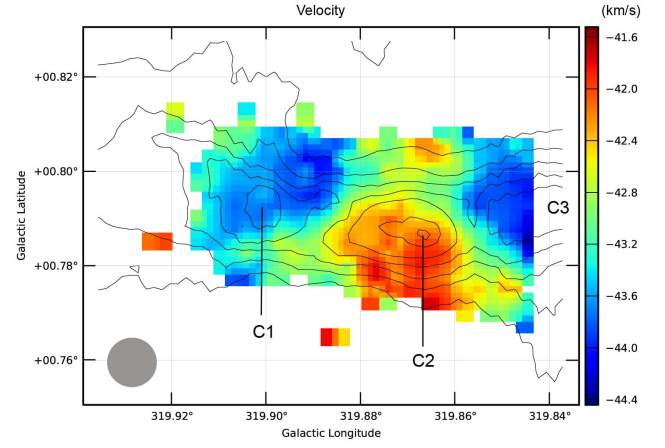 Velocity
(km/s)
+00.82°
+00.80°
+00.78°
+00.76°
Galactic Latitude
C1
C2
C3
319.92° 319.90° 319.88° 319.86° 319.84°
Galactic Longitude
−41.6
−42.0
−42.4
−42.8
−43.2
−43.6
−44.0
−44.4